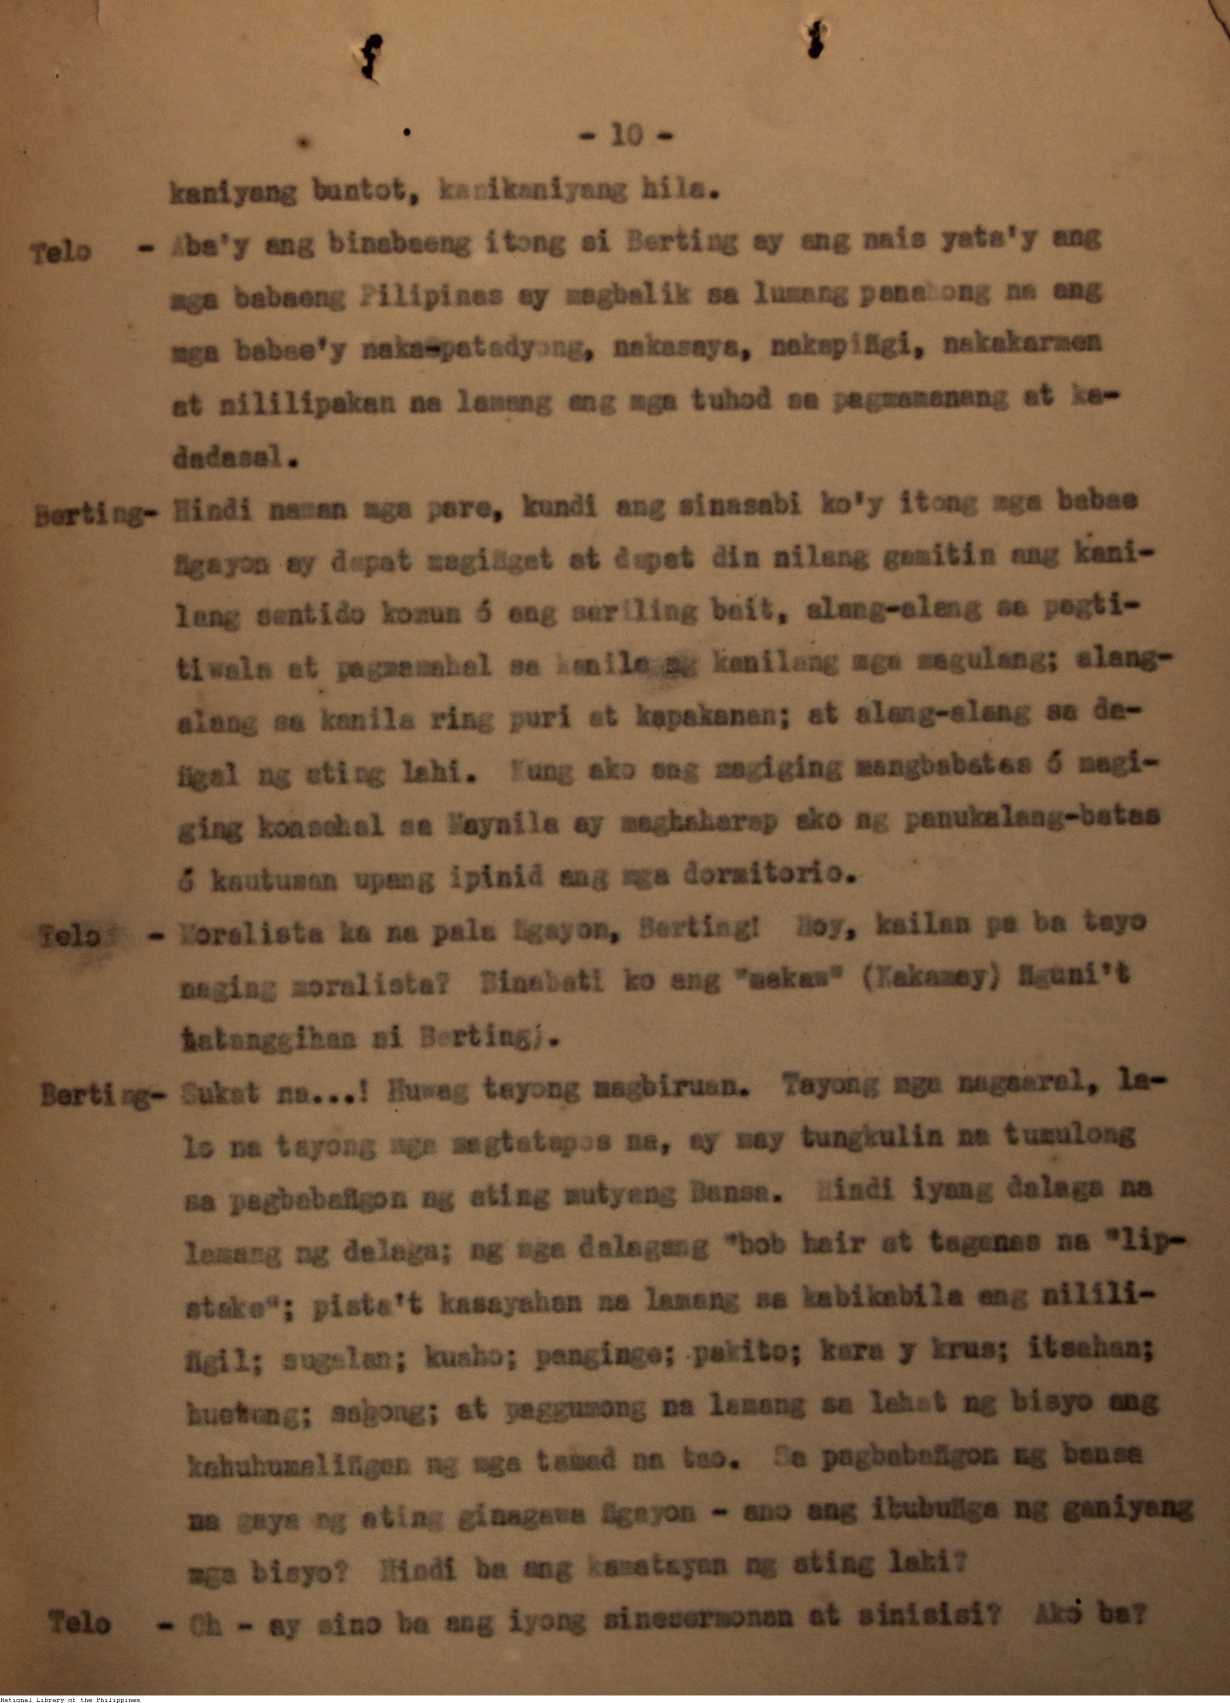 - 10 -
kaniyang buntot, kanikaniyang hila.
Telo - Aba'y ang binabaeng itong si Berting ay ang nais yata'y ang
mga babaeng Pilipinas ay magbalik sa lumang panahong na ang
mga babae'y naka-patadyong, nakasaya, nakapiñgi, nakakarmen
at nililipakan na lamang ang mga tuhod sa pagmamanang at ka-
dadasal.
Berting- Hindi naman mga pare, kundi ang sinasabi ko'y itong mga babae
ñgayon ay dapat magiñgat at dapat din nilang gamitin ang kani-
lang sentido komun ó ang sariling bait, alang-alang sa pagti-
tiwala at pagmamahal sa kanila ng kanilang mga magulang; alang-
alang sa kanila ring puri at kapakanan; at alang-alang sa da-
ñgal ng ating lahi. Kung ako sag magiging mangbabatas ó magi-
ging konsehal sa Maynila ay maghaharap ako ng panukalang-batas
ó kautusan upang ipinid ang mga dormitorio.
Telo - Moralista ka na pala ñgayon, Berting! Hoy, kailan pa ba tayo
naging moralista? Binabati ko ang "makam" (Kakamay) ñguni't
tatanggihan ni Berting).
Berting- Sukat na...! Huwag tayong magbiruan. Tayong mga nagaaral, la-
lo na tayong mga magtatapos na, ay may tungkulin na tumulong
sa pagbabañgon ng ating mutyang Bansa. Hindi iyang dalaga na
lamang ng dalaga; ng mga dalagang "bob hair at taganas na "lip-
stake"; pista't kasayahan na lamang sa kabikabila ang nilili-
ñgil; sugalan; kuaho; panginge; pakito; kara y krus; itsahan;
huetung; sabong; at paggumong na lamang sa lahat ng bisyo ang
kahuhumaliñgan ng mga tamad na tao. Sa pagbabañgon ng bansa
na gaya ng ating ginagawa ñgayon - ano ang ibubuñga ng ganiyang
mga bisyo? Hindi ba ang kamatayan ng ating lahi?
Telo - Oh - ay sino ba ang iyong sinesermonan at sinisisi? Ako ba?
National Library of the Philippines